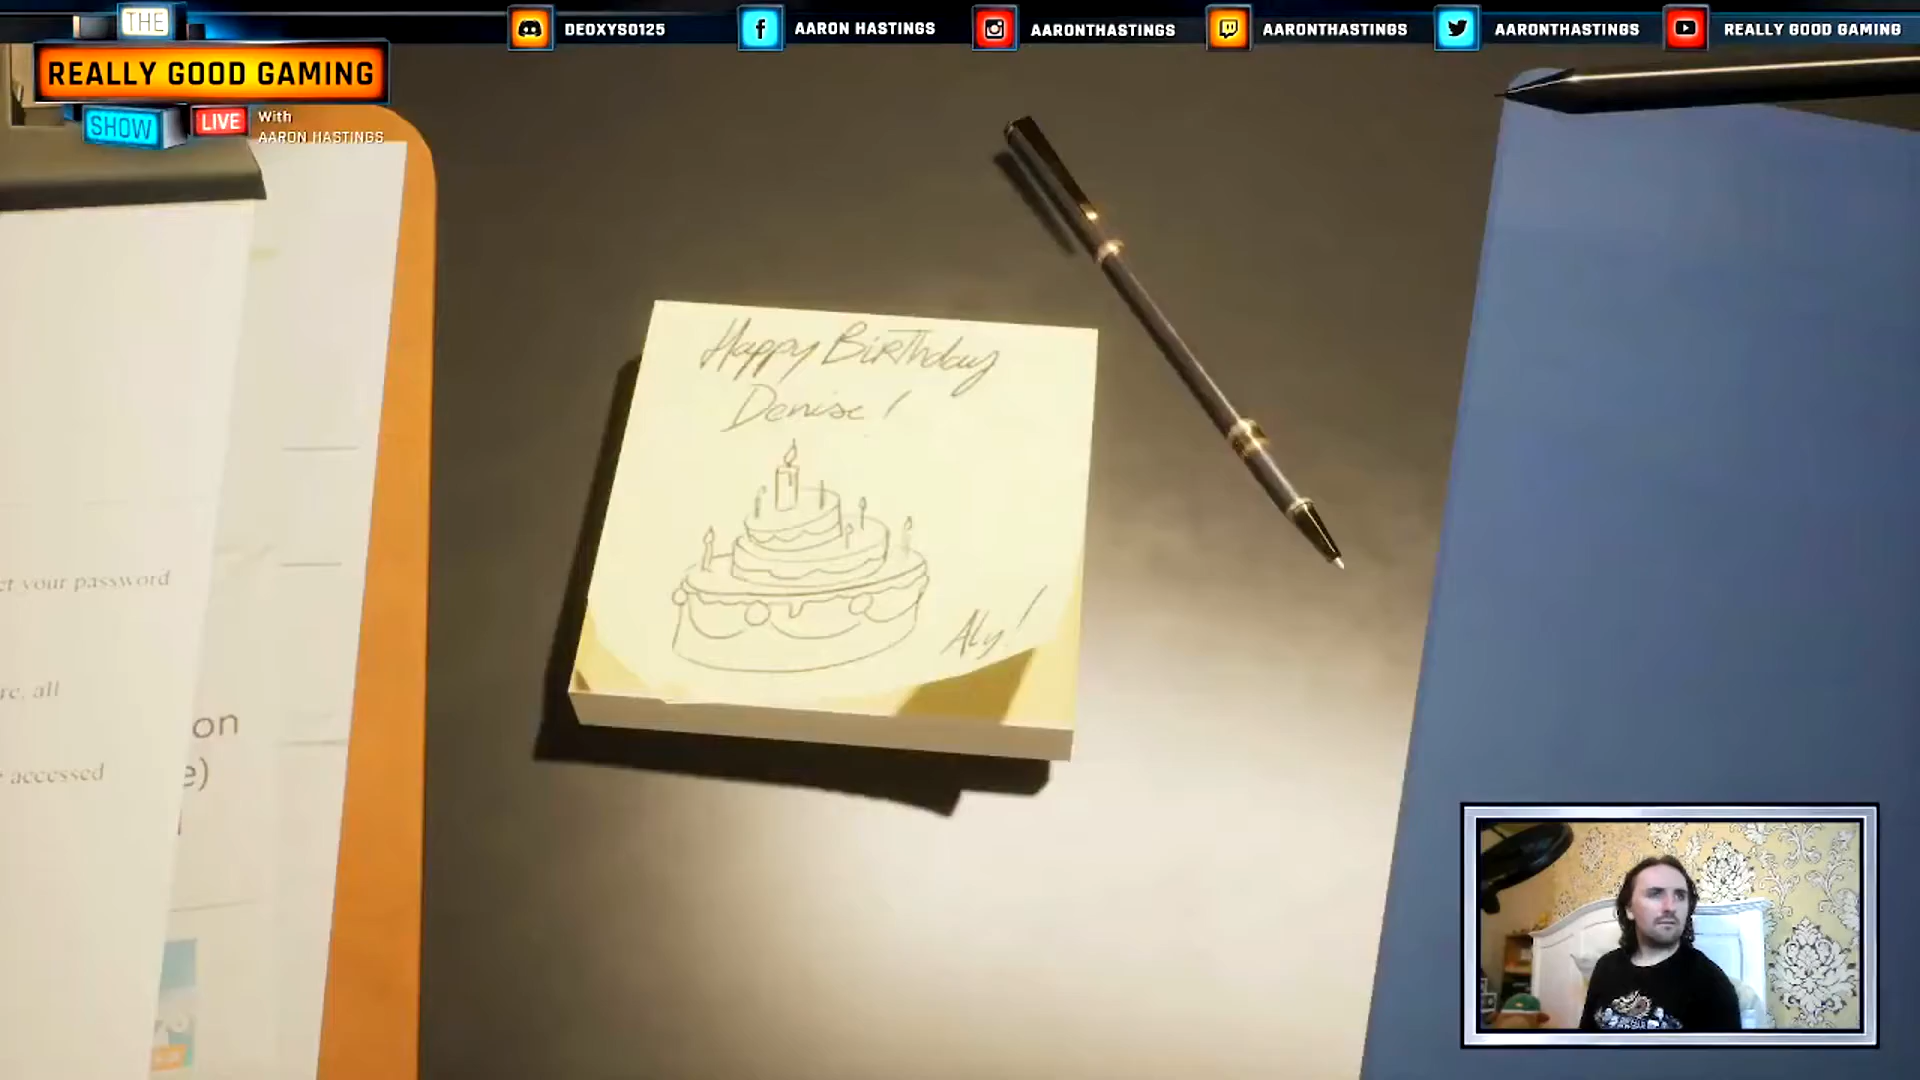 THE
REALLY GOOD GAMING
SHOW
LIVE
With
AARON HASTINGS
DEOXYS0125
AARON HASTINGS
AARONTHASTINGS
AARONTHASTINGS
AARONTHASTINGS
REALLY GOOD GAMING
Happy Birthday
Denise!
Aly!
ct your password
re, all
on
accessed
e)